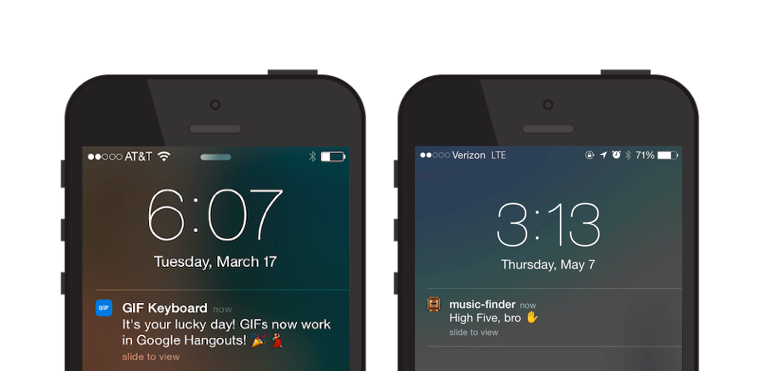 AT&T
6:07
Tuesday, March 17
GIF
GIF Keyboard now
It's your lucky day! GIFs now work
in Google Hangouts! 🎉💃
slide to view
Verizon LTE
71%
3:13
Thursday, May 7
music-finder now
High Five, bro ✋
slide to view